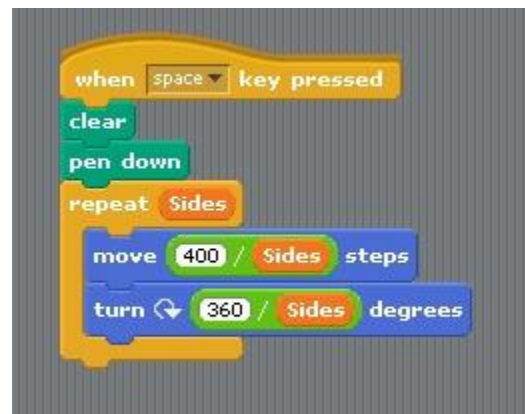 when space key pressed
clear
pen down
repeat Sides
move 400 / Sides steps
turn 360 / Sides degrees